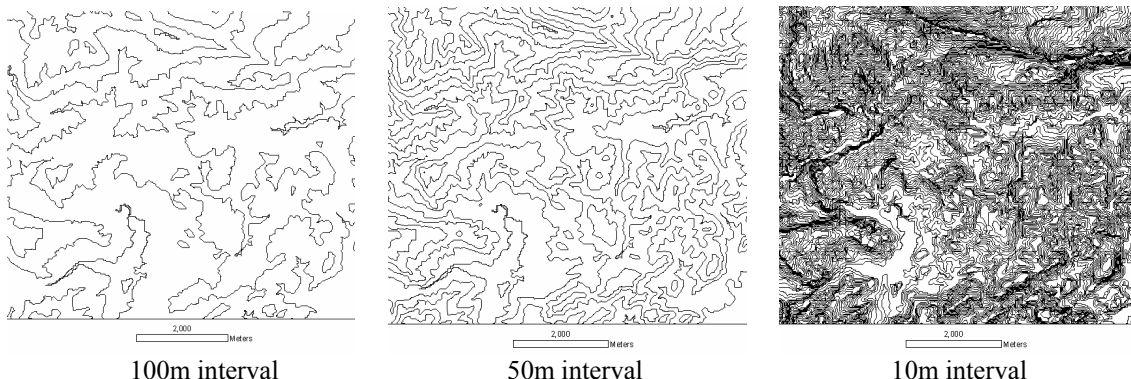 2,000
Meters
2,000
Meters
2,000
Meters
100m interval
50m interval
10m interval